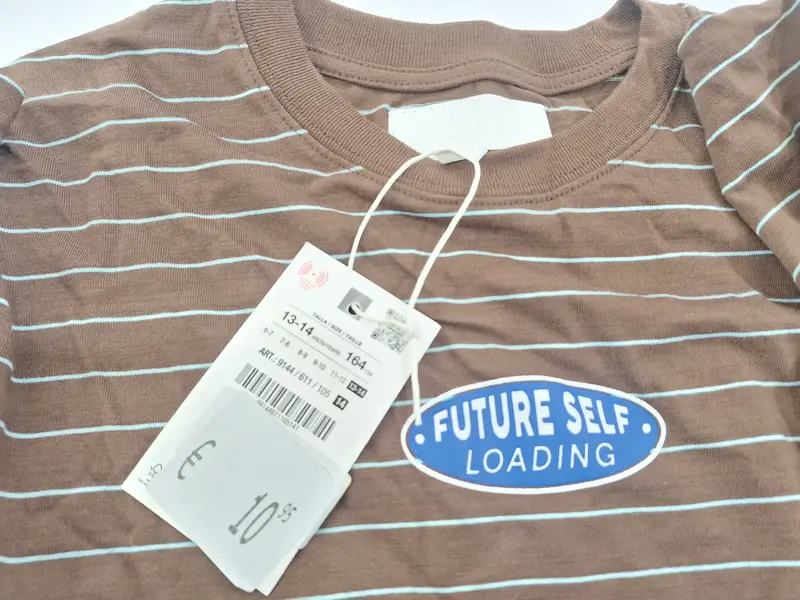 TALLA / SIZE / TAILLE
13-14
164 CM
6-7 7-8 8-9 9-10 11-12 13-14
ART.- 9144 / 611 / 105 14
€
10 95
• FUTURE SELF •
LOADING